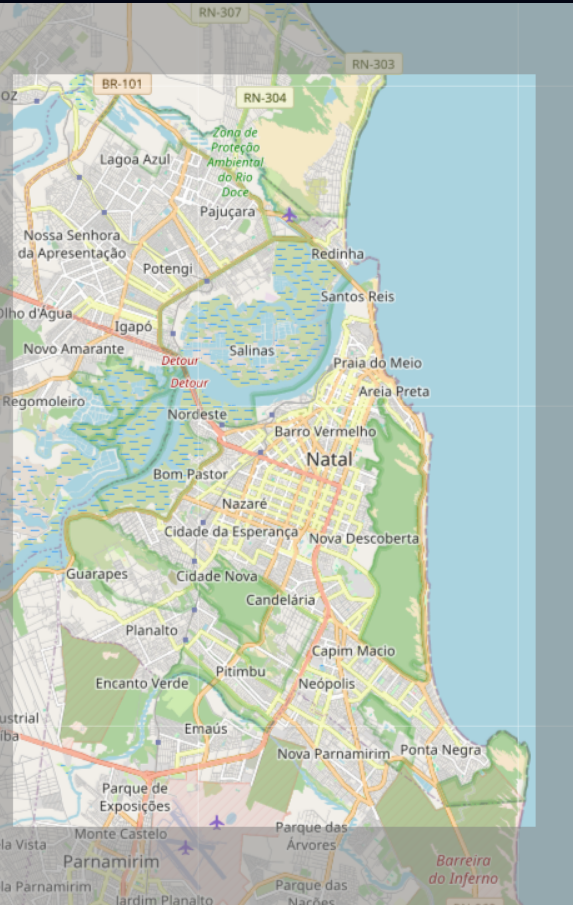 RN-307
RN-303
OZ
BR-101
RN-304
Zona de
Proteção
Ambiental
do Rio
Doce
Lagoa Azul
Pajuçara
Nossa Senhora
da Apresentação
Redinha
Potengi
Santos Reis
Olho d'Água
Igapó
Novo Amarante
Salinas
Detour
Praia do Meio
Detour
Areia Preta
Regomoleiro
Nordeste
Barro Vermelho
Natal
Bom Pastor
Nazaré
Cidade da Esperança
Nova Descoberta
Guarapes
Cidade Nova
Candelária
Planalto
Capim Macio
Pitimbu
Encanto Verde
Neópolis
ustrial
iba
Emaús
Nova Parnamirim
Ponta Negra
Parque de
Exposições
Monte Castelo
Parque das
Árvores
la Vista
Parnamirim
Barreira
do Inferno
la Parnamirim
Jardim Planalto
Parque das
Nações